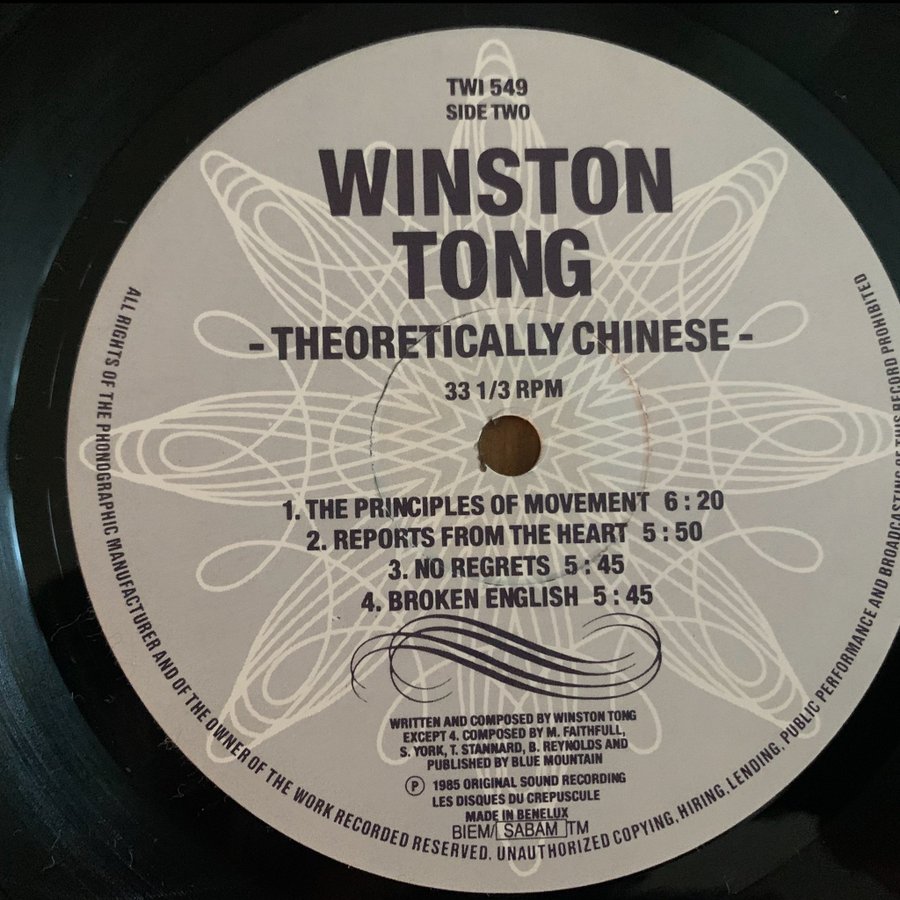 TWI 549
SIDE TWO
WINSTON
TONG
- THEORETICALLY CHINESE -
33 1/3 RPM
1. THE PRINCIPLES OF MOVEMENT 6 : 20
2. REPORTS FROM THE HEART 5 : 50
3. NO REGRETS 5 : 45
4. BROKEN ENGLISH 5 : 45
WRITTEN AND COMPOSED BY WINSTON TONG
EXCEPT 4. COMPOSED BY M. FAITHFULL,
S. YORK, T. STANNARD, B. REYNOLDS AND
PUBLISHED BY BLUE MOUNTAIN
Ⓟ 1985 ORIGINAL SOUND RECORDING
LES DISQUES DU CREPUSCULE
MADE IN BENELUX
BIEM/ SABAM TM
ALL RIGHTS OF THE PHONOGRAPHIC MANUFACTURER AND OF THE OWNER OF THE WORK RECORDED RESERVED. UNAUTHORIZED COPYING, HIRING, LENDING, PUBLIC PERFORMANCE AND BROADCASTING OF THIS RECORD PROHIBITED